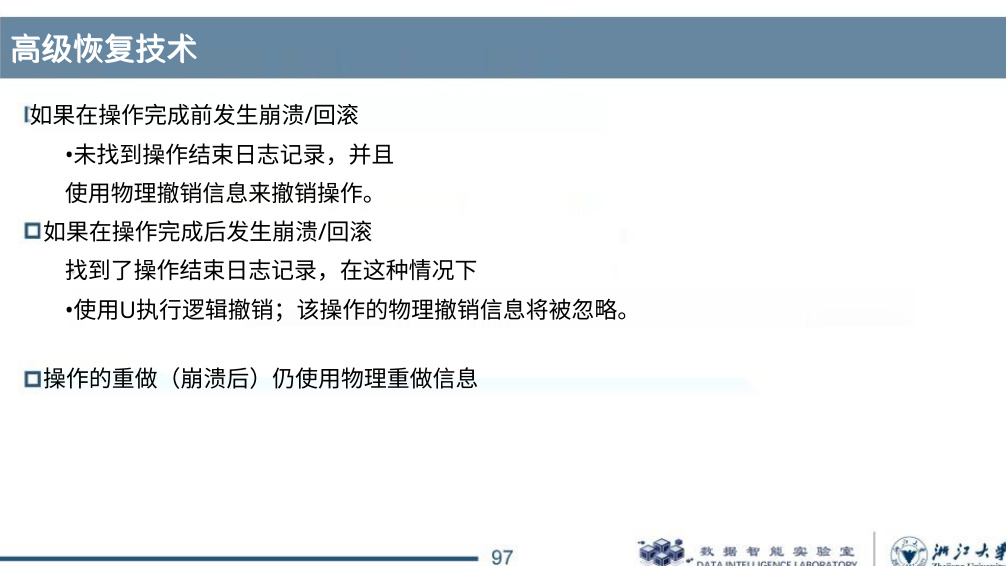 高级恢复技术
如果在操作完成前发生崩溃/回滚
•未找到操作结束日志记录，并且
使用物理撤销信息来撤销操作。
如果在操作完成后发生崩溃/回滚
找到了操作结束日志记录，在这种情况下
•使用U执行逻辑撤销；该操作的物理撤销信息将被忽略。
操作的重做（崩溃后）仍使用物理重做信息
97
数据智能实验室
DATA INTELLIGENCE LABORATORY
浙江大学
Zhejiang University